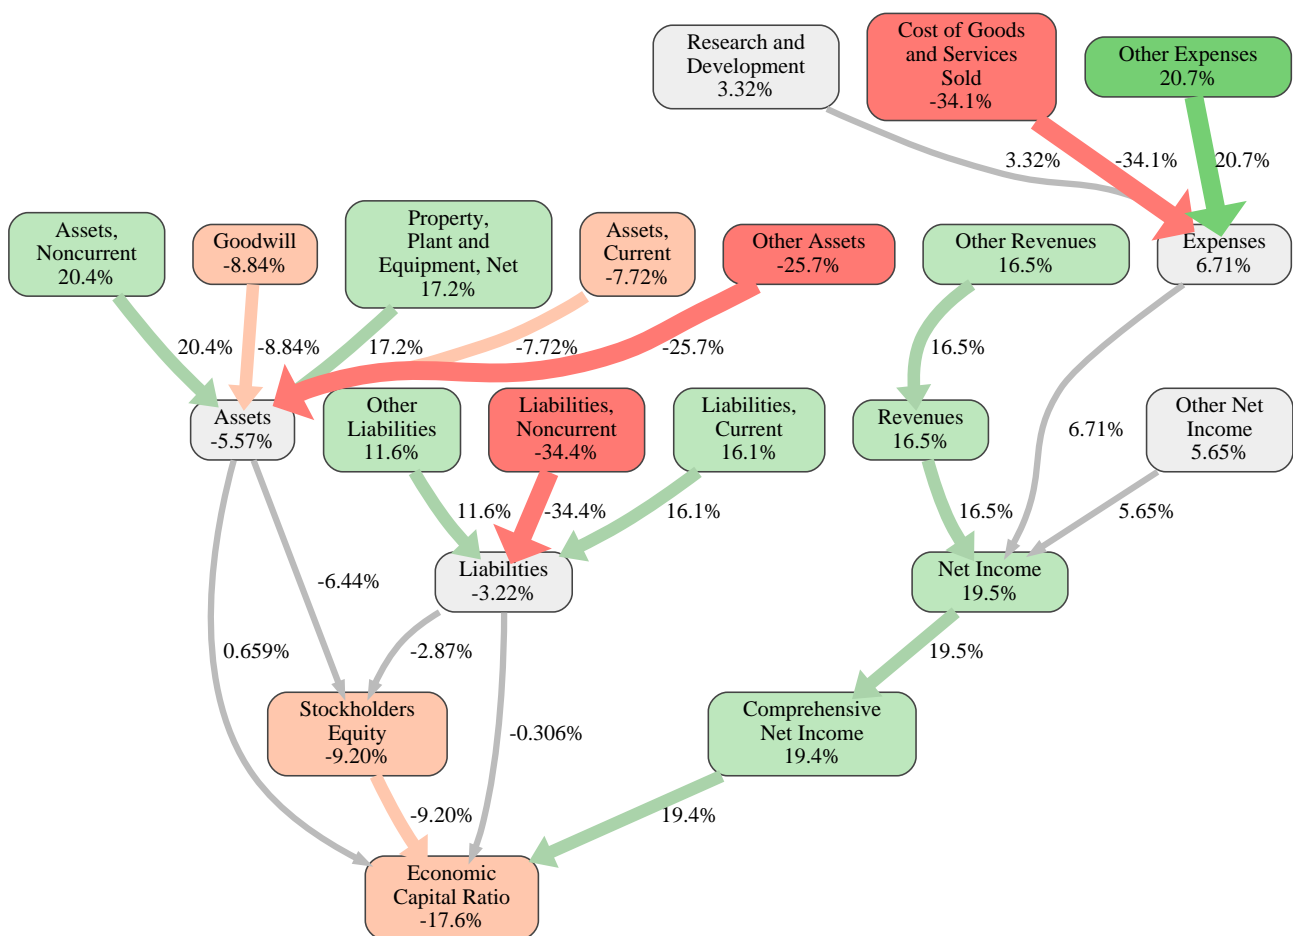 Research and
Development
3.32%
Cost of Goods
and Services
Sold
-34.1%
Other Expenses
20.7%
3.32%
-34.1%
20.7%
Assets,
Noncurrent
20.4%
Goodwill
-8.84%
Property,
Plant and
Equipment, Net
17.2%
Assets,
Current
-7.72%
Other Assets
-25.7%
Other Revenues
16.5%
Expenses
6.71%
20.4%
-8.84%
17.2%
-7.72%
-25.7%
16.5%
Assets
-5.57%
Other
Liabilities
11.6%
Liabilities,
Noncurrent
-34.4%
Liabilities,
Current
16.1%
Revenues
16.5%
6.71%
Other Net
Income
5.65%
11.6%
-34.4%
16.1%
16.5%
5.65%
Liabilities
-3.22%
Net Income
19.5%
-6.44%
0.659%
-2.87%
19.5%
Stockholders
Equity
-9.20%
-0.306%
Comprehensive
Net Income
19.4%
-9.20%
19.4%
Economic
Capital Ratio
-17.6%